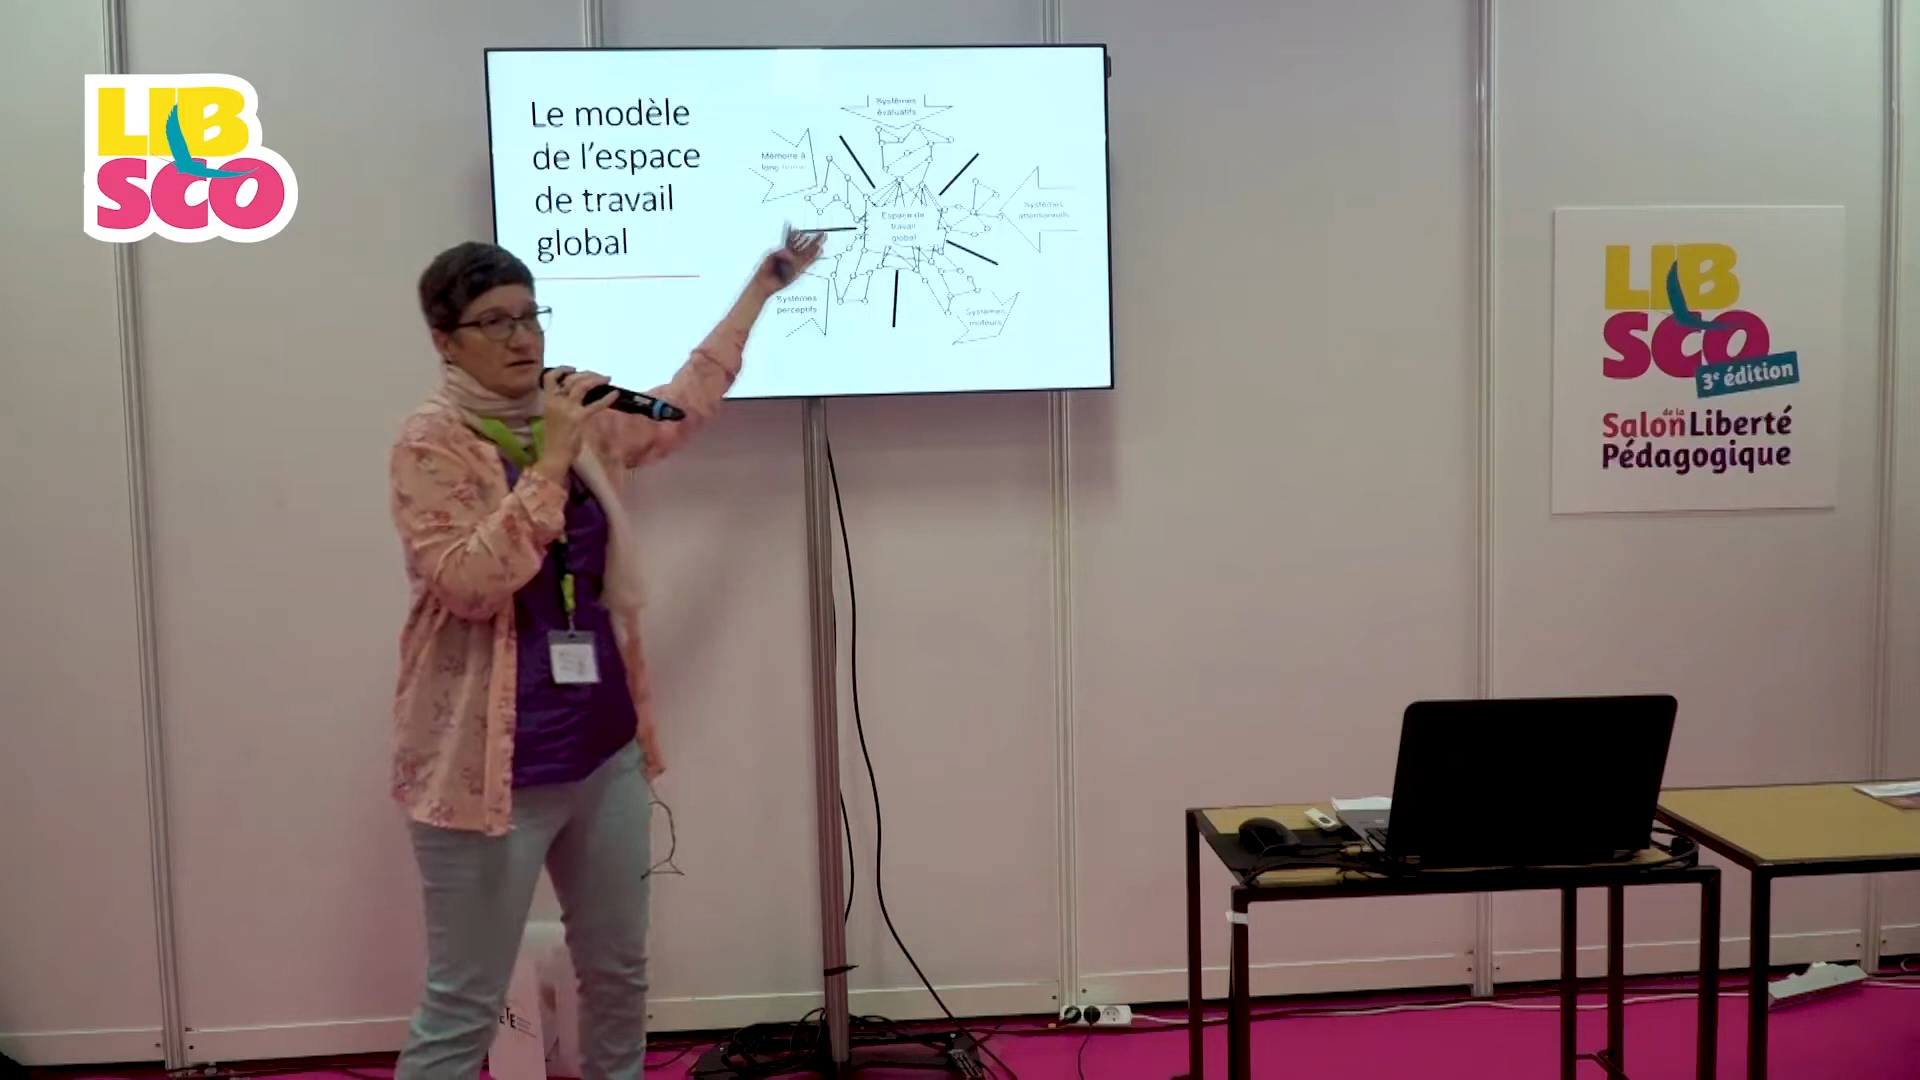 LIB
SCO
Le modèle
de l’espace
de travail
global
Systèmes
évaluatifs
Mémoire à
long terme
Systèmes
attentionnels
Espace de
travail
global
Systèmes
perceptifs
Systèmes
moteurs
LIB
SCO
3e édition
Salon de la Liberté
Pédagogique